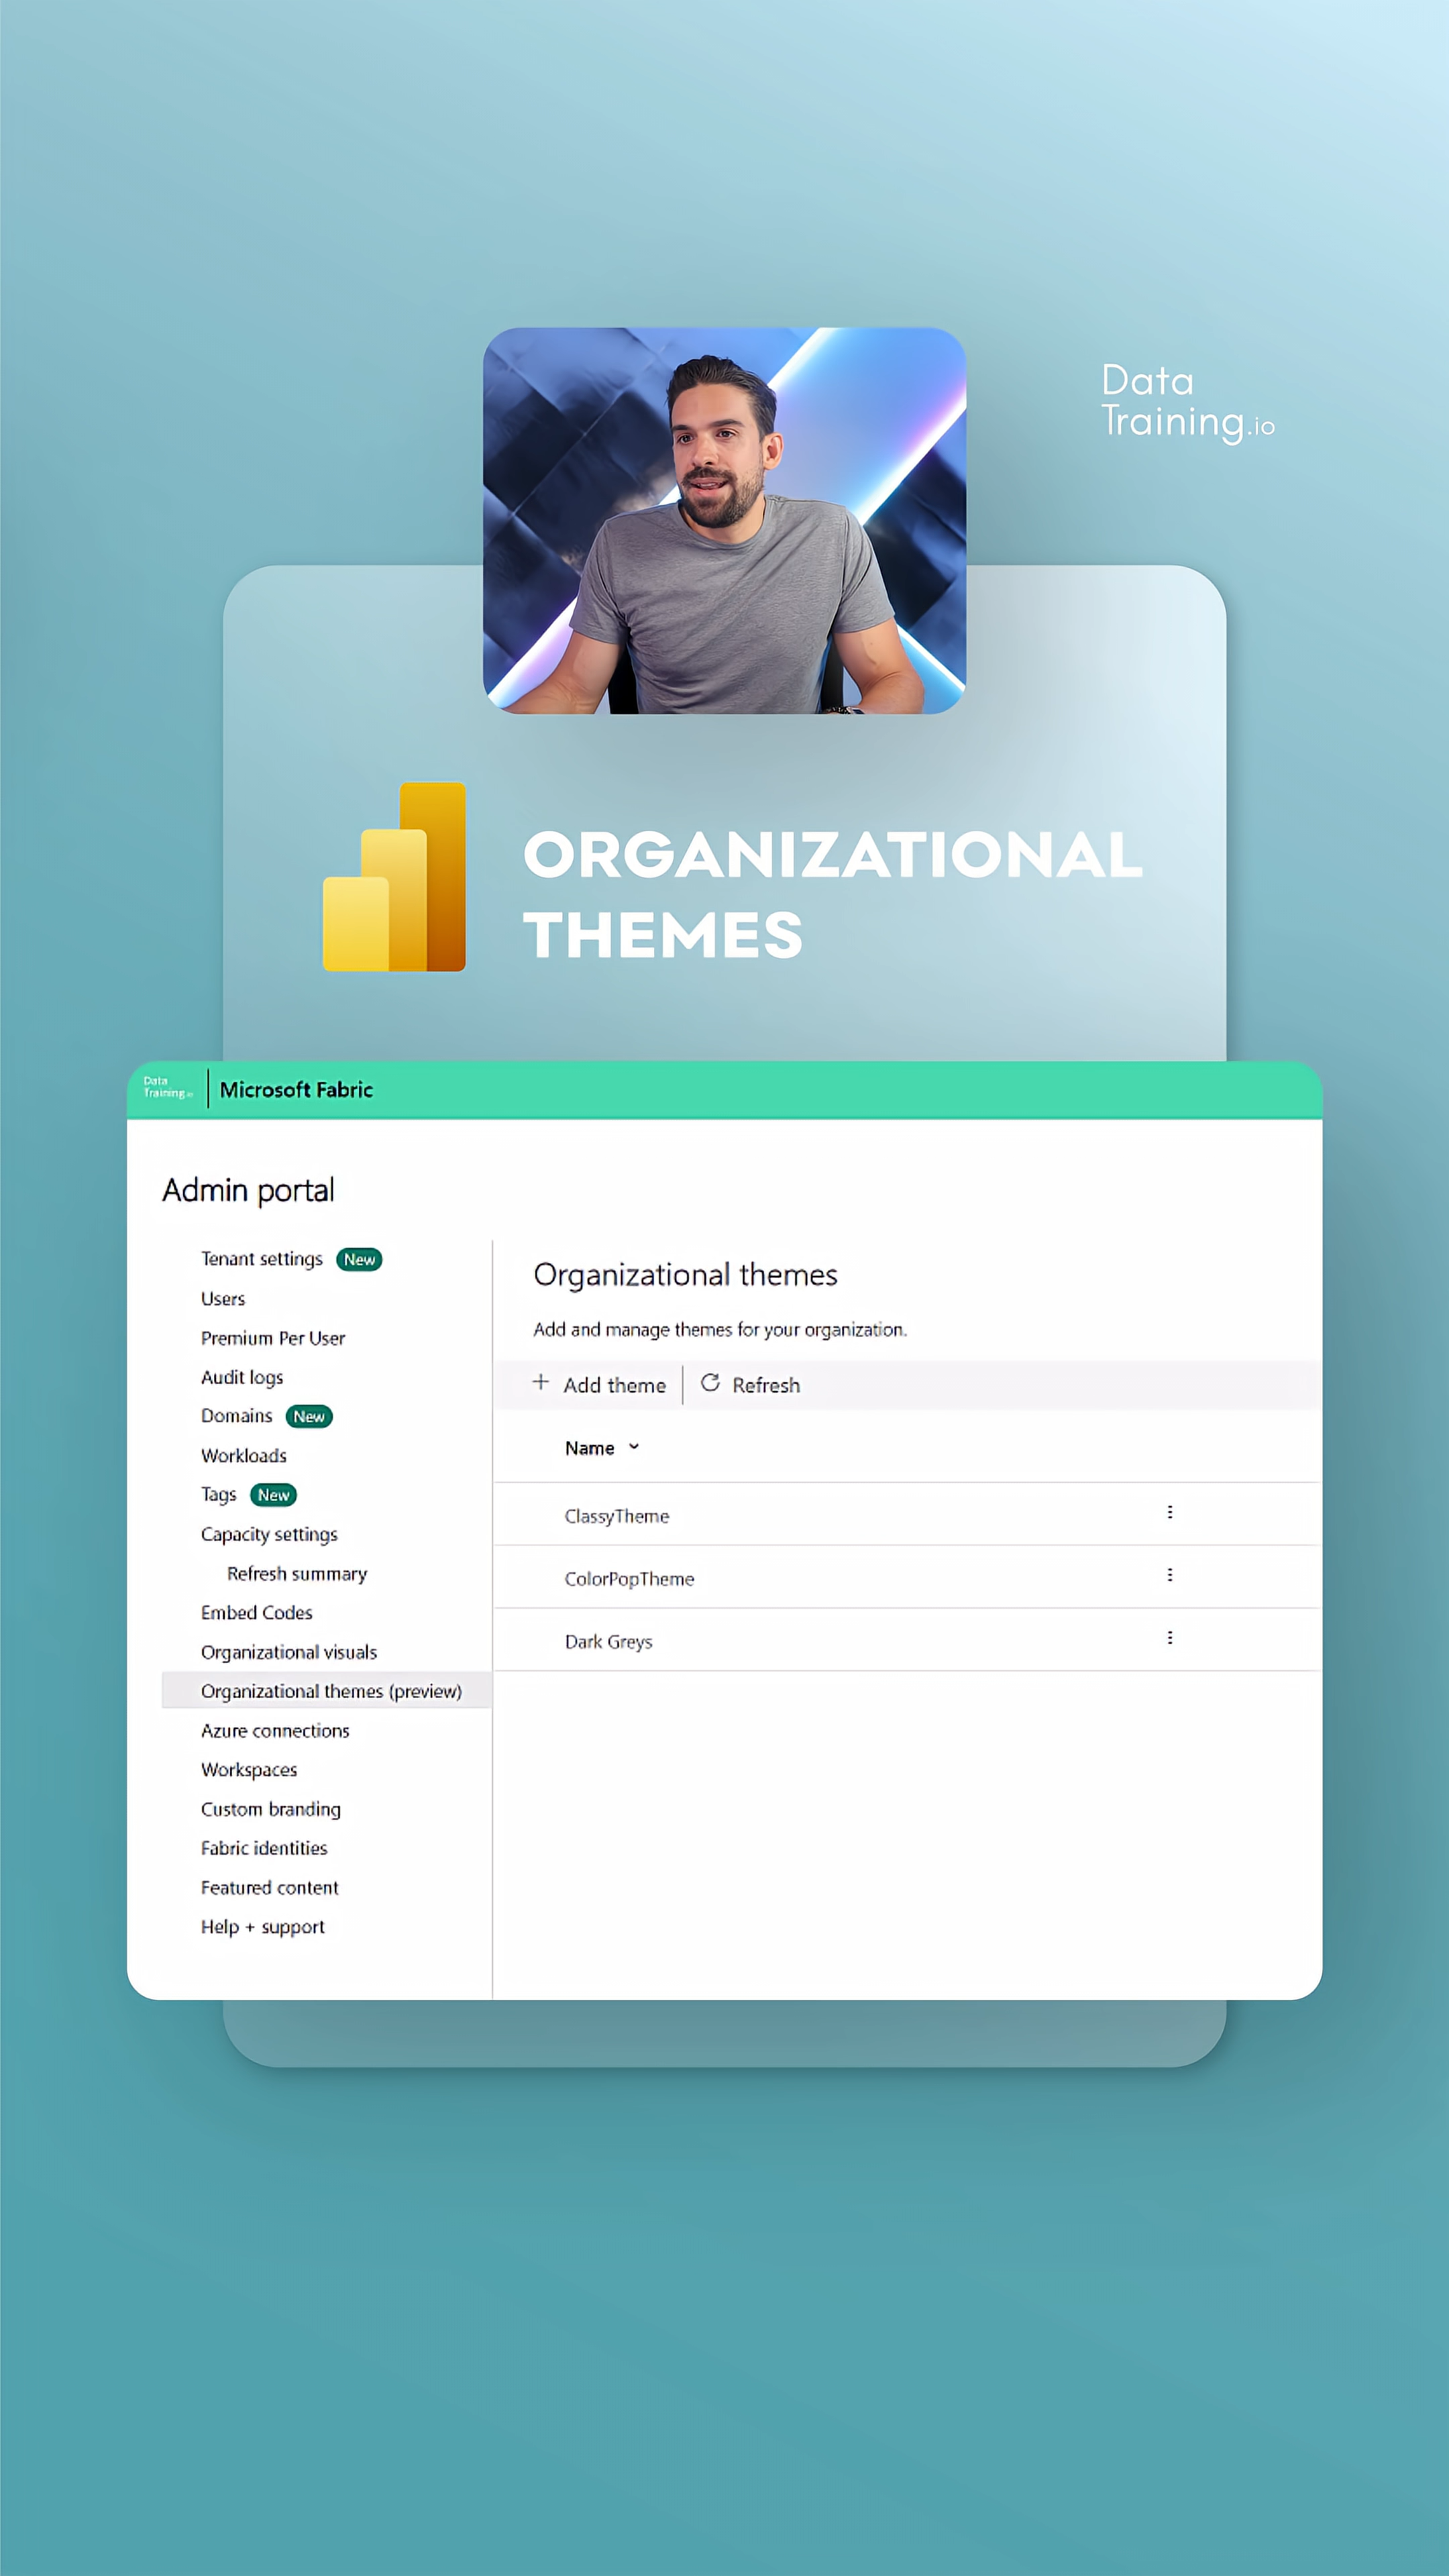 Data
Training.io
ORGANIZATIONAL
THEMES
Data
Training.io
Microsoft Fabric
Admin portal
Tenant settings New
Users
Premium Per User
Audit logs
Domains New
Workloads
Tags New
Capacity settings
Refresh summary
Embed Codes
Organizational visuals
Organizational themes (preview)
Azure connections
Workspaces
Custom branding
Fabric identities
Featured content
Help + support
Organizational themes
Add and manage themes for your organization.
+ Add theme | Refresh
Name
ClassyTheme
ColorPopTheme
Dark Greys